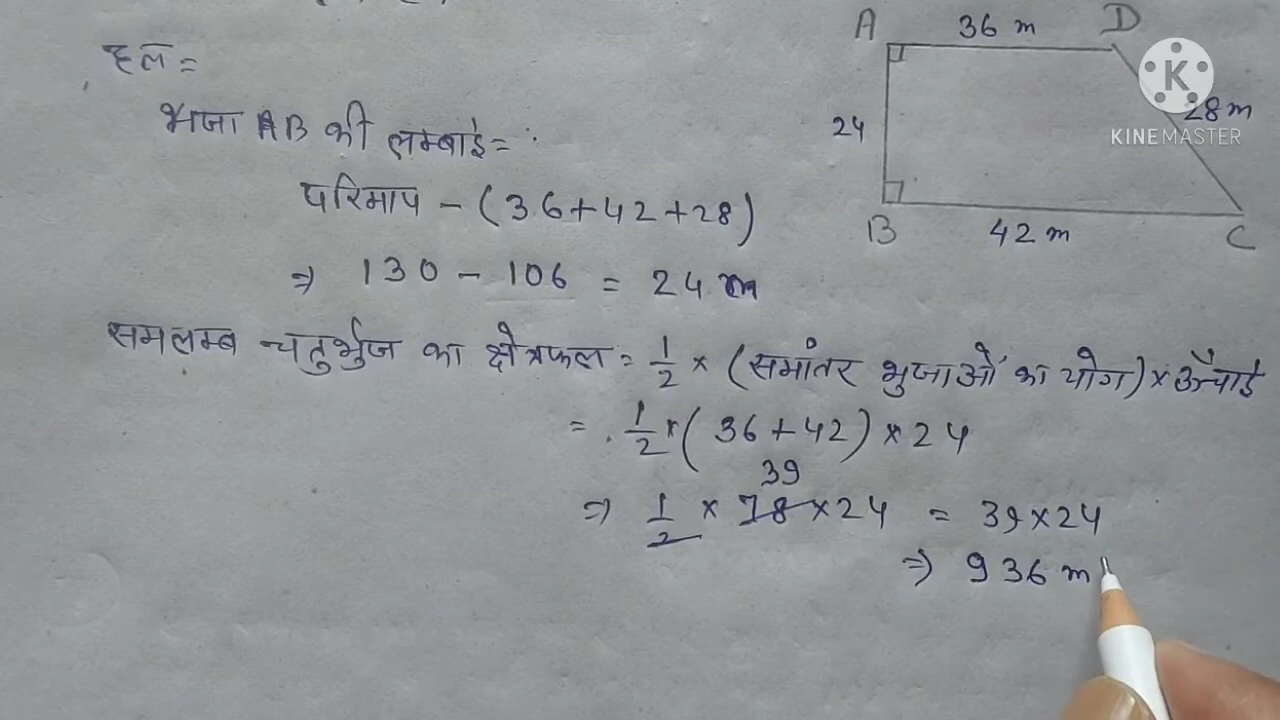 A 36 m D
हल =
K
28m
भुजा AB की लम्बाई =
24
KINEMASTER
परिमाप - (36+42+28)
B 42 m C
⇒ 130 - 106 = 24 m
समलम्ब चतुर्भुज का क्षेत्रफल = 1/2 × (समांतर भुजाओं का योग) × ऊँचाई
= 1/2 × (36+42) × 24
39
⇒ 1/2 × 78 × 24 = 39×24
⇒ 936 m